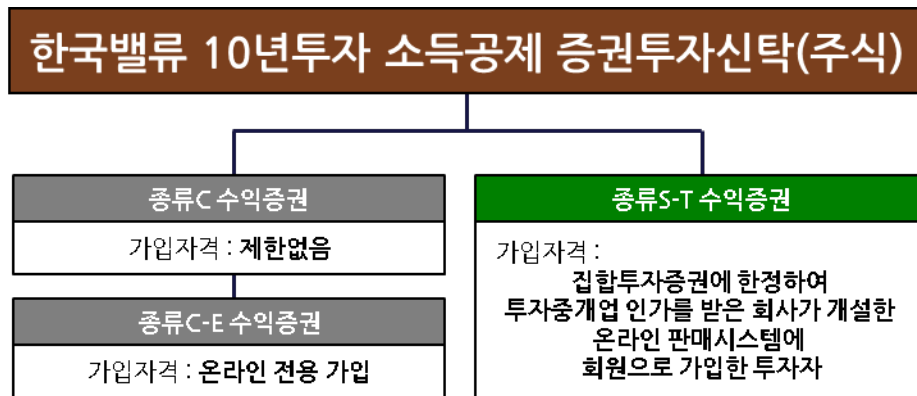 한국밸류 10년투자 소득공제 증권투자신탁(주식)
종류C 수익증권
가입자격 : 제한없음
종류C-E 수익증권
가입자격 : 온라인 전용 가입
종류S-T 수익증권
가입자격 :
집합투자증권에 한정하여
투자중개업 인가를 받은 회사가 개설한
온라인 판매시스템에
회원으로 가입한 투자자